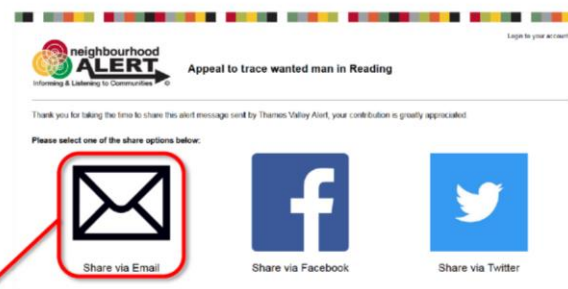 Login to your account
neighbourhood
ALERT
Informing & Listening to Communities
Appeal to trace wanted man in Reading
Thank you for taking the time to share this alert message sent by Thames Valley Alert, your contribution is greatly appreciated.
Please select one of the share options below:
Share via Email
Share via Facebook
Share via Twitter